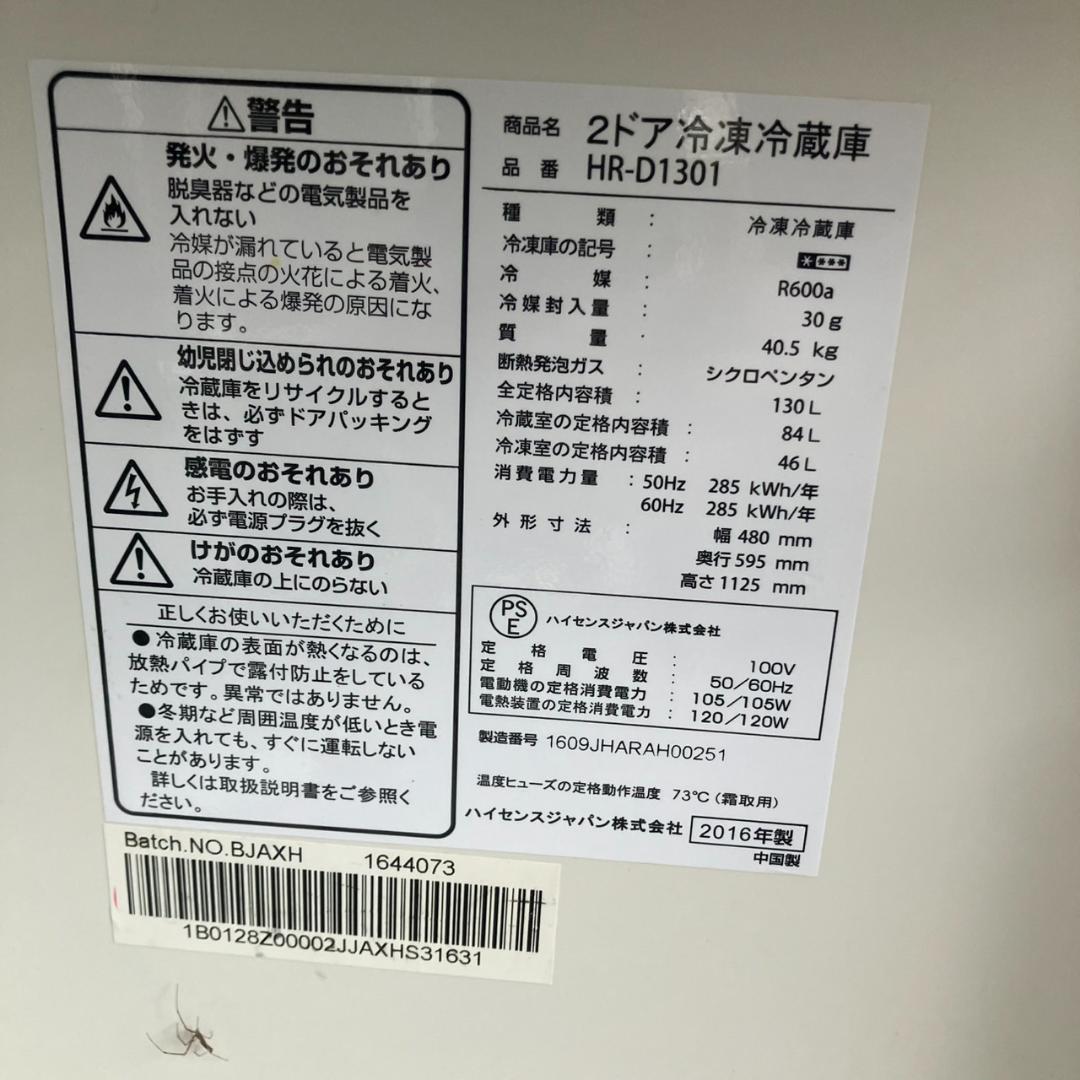 警告
発火・爆発のおそれあり
脱臭器などの電気製品を
入れない
冷媒が漏れていると電気製
品の接点の火花による着火、
着火による爆発の原因にな
ります。
幼児閉じ込められのおそれあり
冷蔵庫をリサイクルすると
きは、必ずドアパッキング
をはずす
感電のおそれあり
お手入れの際は、
必ず電源プラグを抜く
けがのおそれあり
冷蔵庫の上にのらない
正しくお使いいただくために
●冷蔵庫の表面が熱くなるのは、
放熱パイプで露付防止をしている
ためです。異常ではありません。
●冬期など周囲温度が低いとき電
源を入れても、すぐに運転しない
ことがあります。
詳しくは取扱説明書をご参照く
ださい。
商品名 2ドア冷凍冷蔵庫
品番 HR-D1301
種類 : 冷凍冷蔵庫
冷凍庫の記号 : ****
冷媒 : R600a
冷媒封入量 : 30g
質量 : 40.5 kg
断熱発泡ガス : シクロペンタン
全定格内容積 : 130L
冷蔵室の定格内容積 : 84L
冷凍室の定格内容積 : 46L
消費電力量 : 50Hz 285 kWh/年
60Hz 285 kWh/年
外形寸法 : 幅 480 mm
奥行 595 mm
高さ 1125 mm
PSE ハイセンスジャパン株式会社
定格電圧 : 100V
定格周波数 : 50/60Hz
電動機の定格消費電力 : 105/105W
電熱装置の定格消費電力 : 120/120W
製造番号 1609JHARAH00251
温度ヒューズの定格動作温度 73℃(霜取用)
ハイセンスジャパン株式会社 2016年製
中国製
Batch.NO.BJAXH 1644073
1B0128Z00002JJAXHS31631